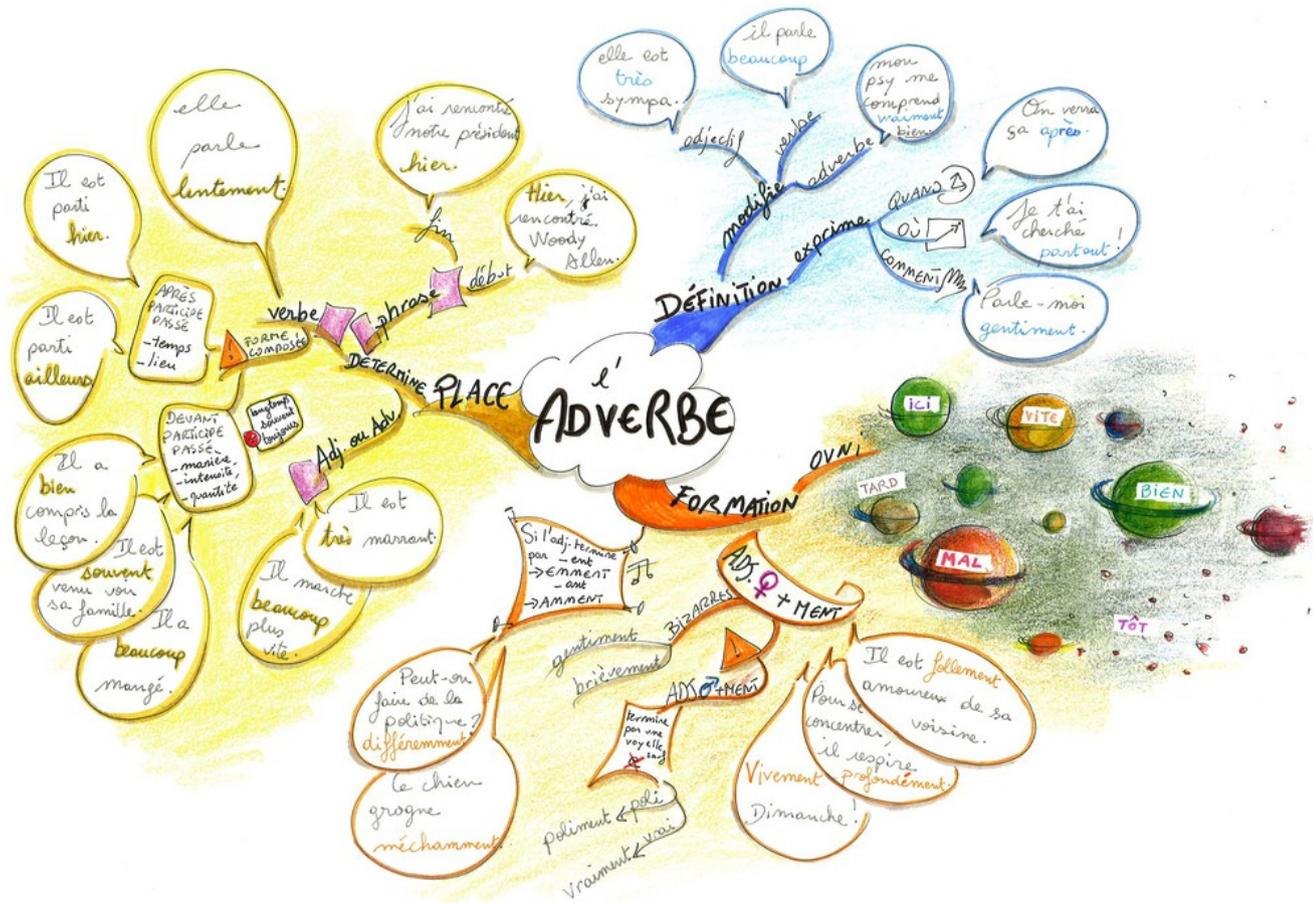 l'
ADVERBE
DÉFINITION
modifie
adjectif
elle est
très
sympa.
verbe
il parle
beaucoup
adverbe
mon
psy me
comprend
vraiment
bien.
exprime
QUAND
On verra
ça après.
OÙ
Je t'ai
cherché
partout!
COMMENT
Parle-moi
gentiment.
FORMATION
OVNI
ICI
VITE
TARD
BIEN
MAL
TÔT
ADJ. ♀ + MENT
Il est follement
amoureux de sa
voisine.
Pour se
concentrer,
il respire
profondément.
Vivement
Dimanche!
BIZARRES
gentiment
brièvement
ADJ ♂ +MENT
termine
par une
voyelle
sauf
e
poli
poliment
vrai
vraiment
Si l'adj. termine
par -ent
→EMMENT
-ant
→AMMENT
Peut-on
faire de la
politique
différemment?
Le chien
grogne
méchamment.
PLACE
DETERMINE
phrase
début
Hier, j'ai
rencontré
Woody
Allen.
fin
j'ai rencontré
notre président
hier.
verbe
elle
parle
lentement.
FORME
COMPOSÉE
APRÈS
PARTICIPE
PASSÉ
-temps
-lieu
Il est
parti
hier.
Il est
parti
ailleurs
DEVANT
PARTICIPE
PASSÉ
-manière,
-intensité,
-quantité
longtemps
souvent
toujours
Il a
bien
compris la
leçon.
Il est
souvent
venu voir
sa famille.
Il a
beaucoup
mangé.
Adj. ou Adv.
Il est
très marrant.
Il marche
beaucoup
plus
vite.